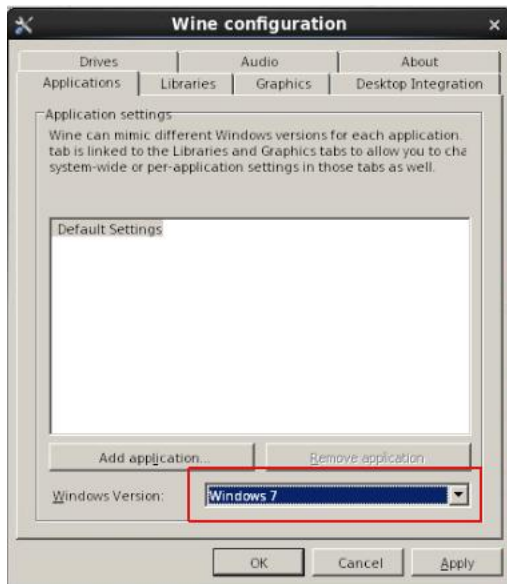 Wine configuration
Drives Audio About
Applications Libraries Graphics Desktop Integration
Application settings
Wine can mimic different Windows versions for each application.
tab is linked to the Libraries and Graphics tabs to allow you to cha
system-wide or per-application settings in those tabs as well.
Default Settings
Add application... Remove application
Windows Version: Windows 7
OK Cancel Apply